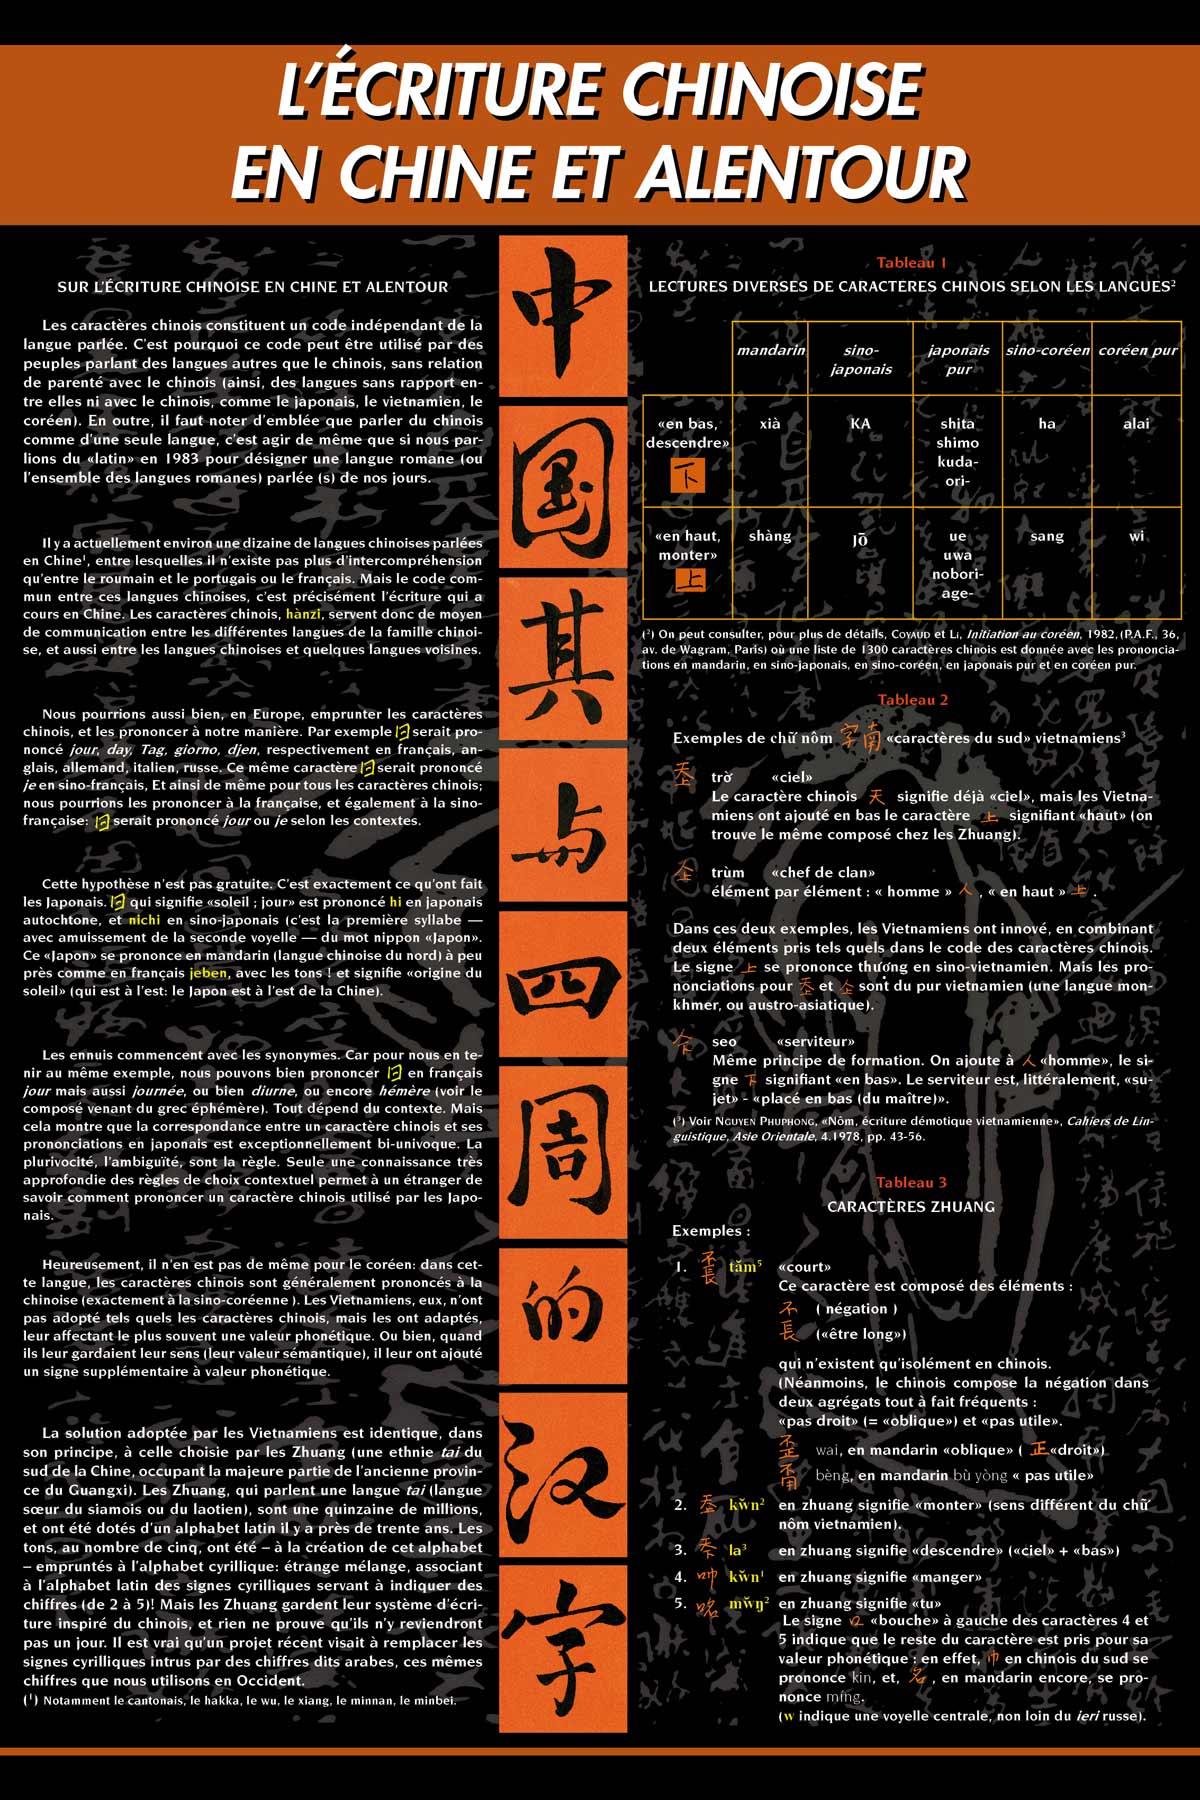 L'ÉCRITURE CHINOISE
EN CHINE ET ALENTOUR
SUR L'ÉCRITURE CHINOISE EN CHINE ET ALENTOUR
Les caractères chinois constituent un code indépendant de la
langue parlée. C'est pourquoi ce code peut être utilisé par des
peuples parlant des langues autres que le chinois, sans relation
de parenté avec le chinois (ainsi, des langues sans rapport en-
tre elles ni avec le chinois, comme le japonais, le vietnamien, le
coréen). En outre, il faut noter d'emblée que parler du chinois
comme d'une seule langue, c'est agir de même que si nous par-
lions du «latin» en 1983 pour désigner une langue romane (ou
l'ensemble des langues romanes) parlée (s) de nos jours.
Il y a actuellement environ une dizaine de langues chinoises parlées
en Chine¹, entre lesquelles il n'existe pas plus d'intercompréhension
qu'entre le roumain et le portugais ou le français. Mais le code com-
mun entre ces langues chinoises, c'est précisément l'écriture qui a
cours en Chine. Les caractères chinois, hànzi, servent donc de moyen
de communication entre les différentes langues de la famille chinoi-
se, et aussi entre les langues chinoises et quelques langues voisines.
Nous pourrions aussi bien, en Europe, emprunter les caractères
chinois, et les prononcer à notre manière. Par exemple 日 serait pro-
noncé jour, day, Tag, giorno, djen, respectivement en français, an-
glais, allemand, italien, russe. Ce même caractère 日 serait prononcé
je en sino-français, Et ainsi de même pour tous les caractères chinois;
nous pourrions les prononcer à la française, et également à la sino-
française: 日 serait prononcé jour ou je selon les contextes.
Cette hypothèse n'est pas gratuite. C'est exactement ce qu'ont fait
les Japonais. 日 qui signifie «soleil ; jour» est prononcé hi en japonais
autochtone, et nichi en sino-japonais (c'est la première syllabe —
avec amuissement de la seconde voyelle — du mot nippon «Japon».
Ce «Japon» se prononce en mandarin (langue chinoise du nord) à peu
près comme en français jeben, avec les tons ! et signifie «origine du
soleil» (qui est à l'est: le Japon est à l'est de la Chine).
Les ennuis commencent avec les synonymes. Car pour nous en te-
nir au même exemple, nous pouvons bien prononcer 日 en français
jour mais aussi journée, ou bien diurne, ou encore hémère (voir le
composé venant du grec éphémère). Tout dépend du contexte. Mais
cela montre que la correspondance entre un caractère chinois et ses
prononciations en japonais est exceptionnellement bi-univoque. La
plurivocité, l'ambiguïté, sont la règle. Seule une connaissance très
approfondie des règles de choix contextuel permet à un étranger de
savoir comment prononcer un caractère chinois utilisé par les Japo-
nais.
Heureusement, il n'en est pas de même pour le coréen: dans cet-
te langue, les caractères chinois sont généralement prononcés à la
chinoise (exactement à la sino-coréenne ). Les Vietnamiens, eux, n'ont
pas adopté tels quels les caractères chinois, mais les ont adaptés,
leur affectant le plus souvent une valeur phonétique. Ou bien, quand
ils leur gardaient leur sens (leur valeur sémantique), il leur ont ajouté
un signe supplémentaire à valeur phonétique.
La solution adoptée par les Vietnamiens est identique, dans
son principe, à celle choisie par les Zhuang (une ethnie tai du
sud de la Chine, occupant la majeure partie de l'ancienne provin-
ce du Guangxi). Les Zhuang, qui parlent une langue tai (langue
sœur du siamois ou du laotien), sont une quinzaine de millions,
et ont été dotés d'un alphabet latin il y a près de trente ans. Les
tons, au nombre de cinq, ont été – à la création de cet alphabet
– empruntés à l'alphabet cyrillique: étrange mélange, associant
à l'alphabet latin des signes cyrilliques servant à indiquer des
chiffres (de 2 à 5)! Mais les Zhuang gardent leur système d'écri-
ture inspiré du chinois, et rien ne prouve qu'ils n'y reviendront
pas un jour. Il est vrai qu'un projet récent visait à remplacer les
signes cyrilliques intrus par des chiffres dits arabes, ces mêmes
chiffres que nous utilisons en Occident.
(¹) Notamment le cantonais, le hakka, le wu, le xiang, le minnan, le minbei.
中
国
其
与
四
周
的
汉
字
Tableau 1
LECTURES DIVERSES DE CARACTÈRES CHINOIS SELON LES LANGUES²
mandarin sino-japonais japonais pur sino-coréen coréen pur
«en bas, descendre» 下 xià KA shita shimo kuda- ori- ha alai
«en haut, monter» 上 shàng JŌ ue uwa nobori- age- sang wi
(²) On peut consulter, pour plus de détails, COYAUD et LI, Initiation au coréen, 1982,(P.A.F., 36,
av. de Wagram, Paris) où une liste de 1300 caractères chinois est donnée avec les prononcia-
tions en mandarin, en sino-japonais, en sino-coréen, en japonais pur et en coréen pur.
Tableau 2
Exemples de chữ nôm 字南 «caractères du sud» vietnamiens³
trờ «ciel»
Le caractère chinois 天 signifie déjà «ciel», mais les Vietna-
miens ont ajouté en bas le caractère 上 signifiant «haut» (on
trouve le même composé chez les Zhuang).
trùm «chef de clan»
élément par élément : « homme » 人 , « en haut » 上 .
Dans ces deux exemples, les Vietnamiens ont innové, en combinant
deux éléments pris tels quels dans le code des caractères chinois.
Le signe 上 se prononce thượng en sino-vietnamien. Mais les pro-
nonciations pour et sont du pur vietnamien (une langue mon-
khmer, ou austro-asiatique).
seo «serviteur»
Même principe de formation. On ajoute à 人 «homme», le si-
gne 下 signifiant «en bas». Le serviteur est, littéralement, «su-
jet» - «placé en bas (du maître)».
(³) Voir NGUYEN PHUPHONG, «Nôm, écriture démotique vietnamienne», Cahiers de Lin-
guistique, Asie Orientale, 4.1978, pp. 43-56.
Tableau 3
CARACTÈRES ZHUANG
Exemples :
1. tăm⁵ «court»
Ce caractère est composé des éléments :
不 ( négation )
長 («être long»)
qui n'existent qu'isolément en chinois.
(Néanmoins, le chinois compose la négation dans
deux agrégats tout à fait fréquents :
«pas droit» (= «oblique») et «pas utile».
歪 wai, en mandarin «oblique» ( 正 «droit»)
甭 bèng, en mandarin bù yòng « pas utile»
2. kw̆n² en zhuang signifie «monter» (sens différent du chữ
nôm vietnamien).
3. la³ en zhuang signifie «descendre» («ciel» + «bas»)
4. kw̆n¹ en zhuang signifie «manger»
5. mw̆ŋ² en zhuang signifie «tu»
Le signe 口 «bouche» à gauche des caractères 4 et
5 indique que le reste du caractère est pris pour sa
valeur phonétique : en effet, 巾 en chinois du sud se
prononce kin, et, 名 , en mandarin encore, se pro-
nonce míng.
(w indique une voyelle centrale, non loin du ieri russe).